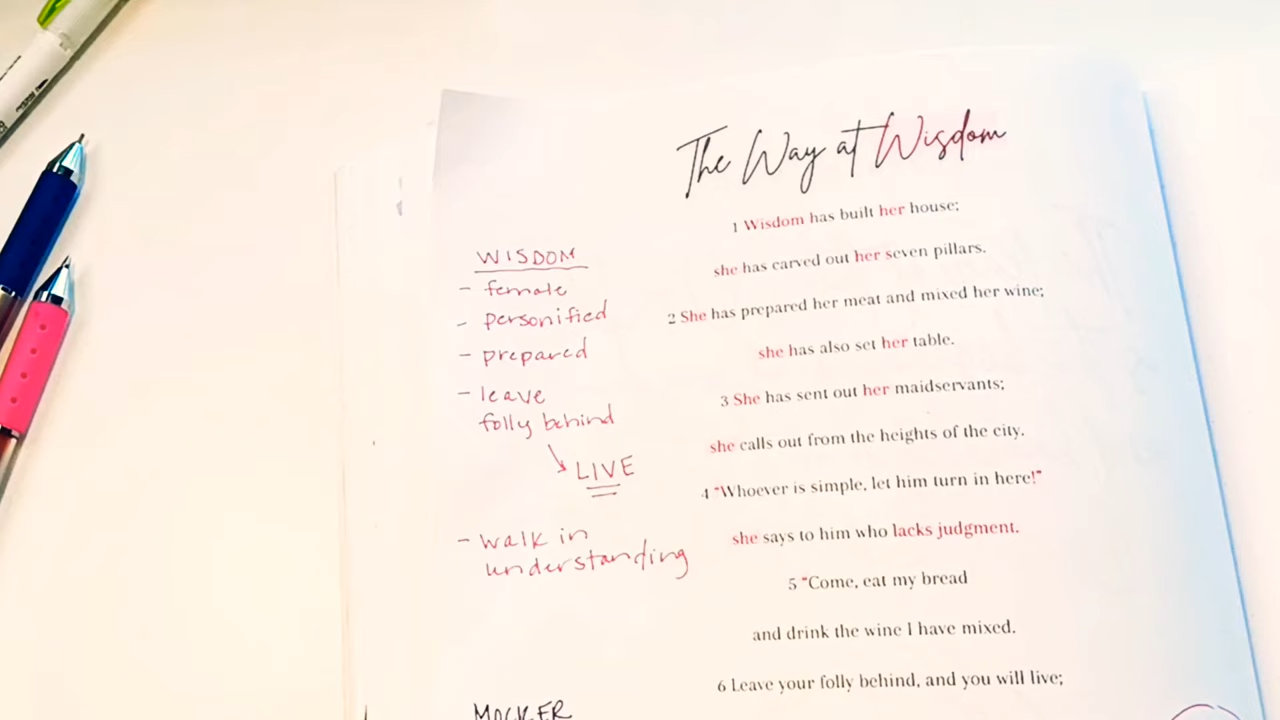 The Way at Wisdom
1 Wisdom has built her house;
she has carved out her seven pillars.
2 She has prepared her meat and mixed her wine;
she has also set her table.
3 She has sent out her maidservants;
she calls out from the heights of the city.
4 "Whoever is simple, let him turn in here!"
she says to him who lacks judgment.
5 "Come, eat my bread
and drink the wine I have mixed.
6 Leave your folly behind, and you will live;
WISDOM
- female
- personified
- prepared
- leave
folly behind
LIVE
- walk in
understanding
MOCKER